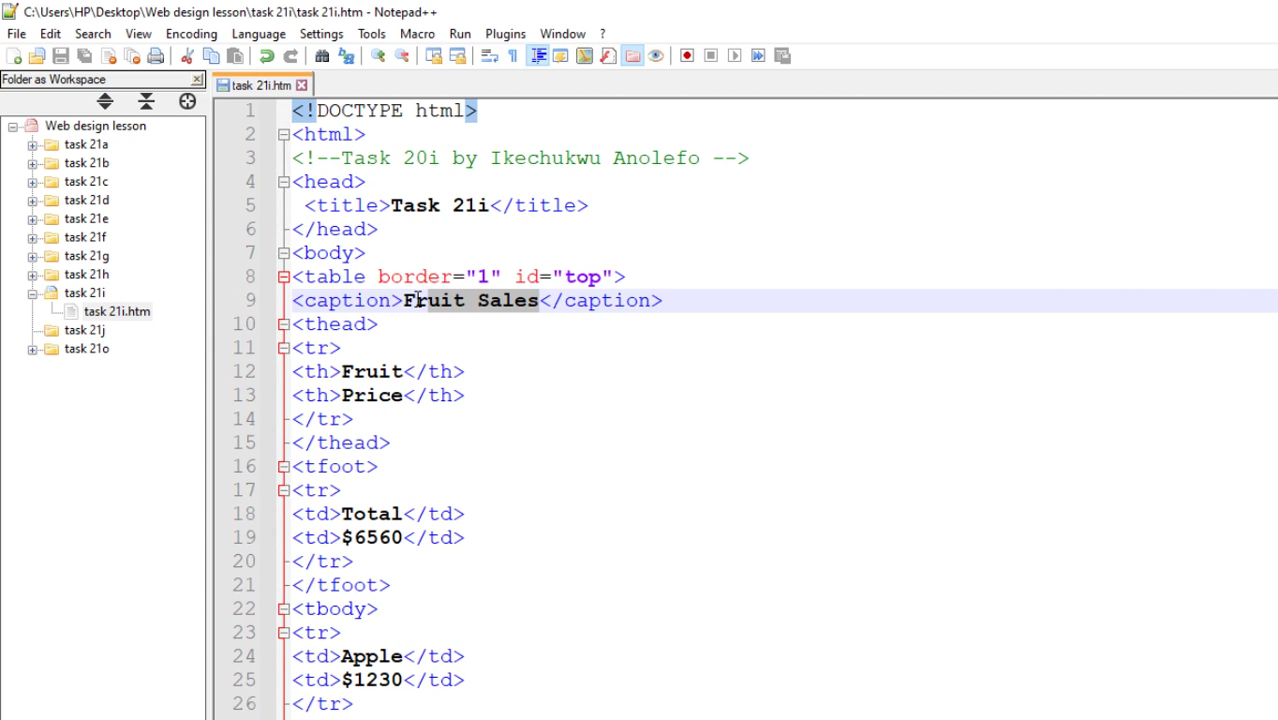 C:\Users\HP\Desktop\Web design lesson\task 21i\task 21i.htm - Notepad++
File Edit Search View Encoding Language Settings Tools Macro Run Plugins Window ?
Folder as Workspace
task 21i.htm
Web design lesson
task 21a
task 21b
task 21c
task 21d
task 21e
task 21f
task 21g
task 21h
task 21i
task 21i.htm
task 21j
task 21o
1 <!DOCTYPE html>
2 <html>
3 <!--Task 20i by Ikechukwu Anolefo -->
4 <head>
5 <title>Task 21i</title>
6 </head>
7 <body>
8 <table border="1" id="top">
9 <caption>Fruit Sales</caption>
10 <thead>
11 <tr>
12 <th>Fruit</th>
13 <th>Price</th>
14 </tr>
15 </thead>
16 <tfoot>
17 <tr>
18 <td>Total</td>
19 <td>$6560</td>
20 </tr>
21 </tfoot>
22 <tbody>
23 <tr>
24 <td>Apple</td>
25 <td>$1230</td>
26 </tr>